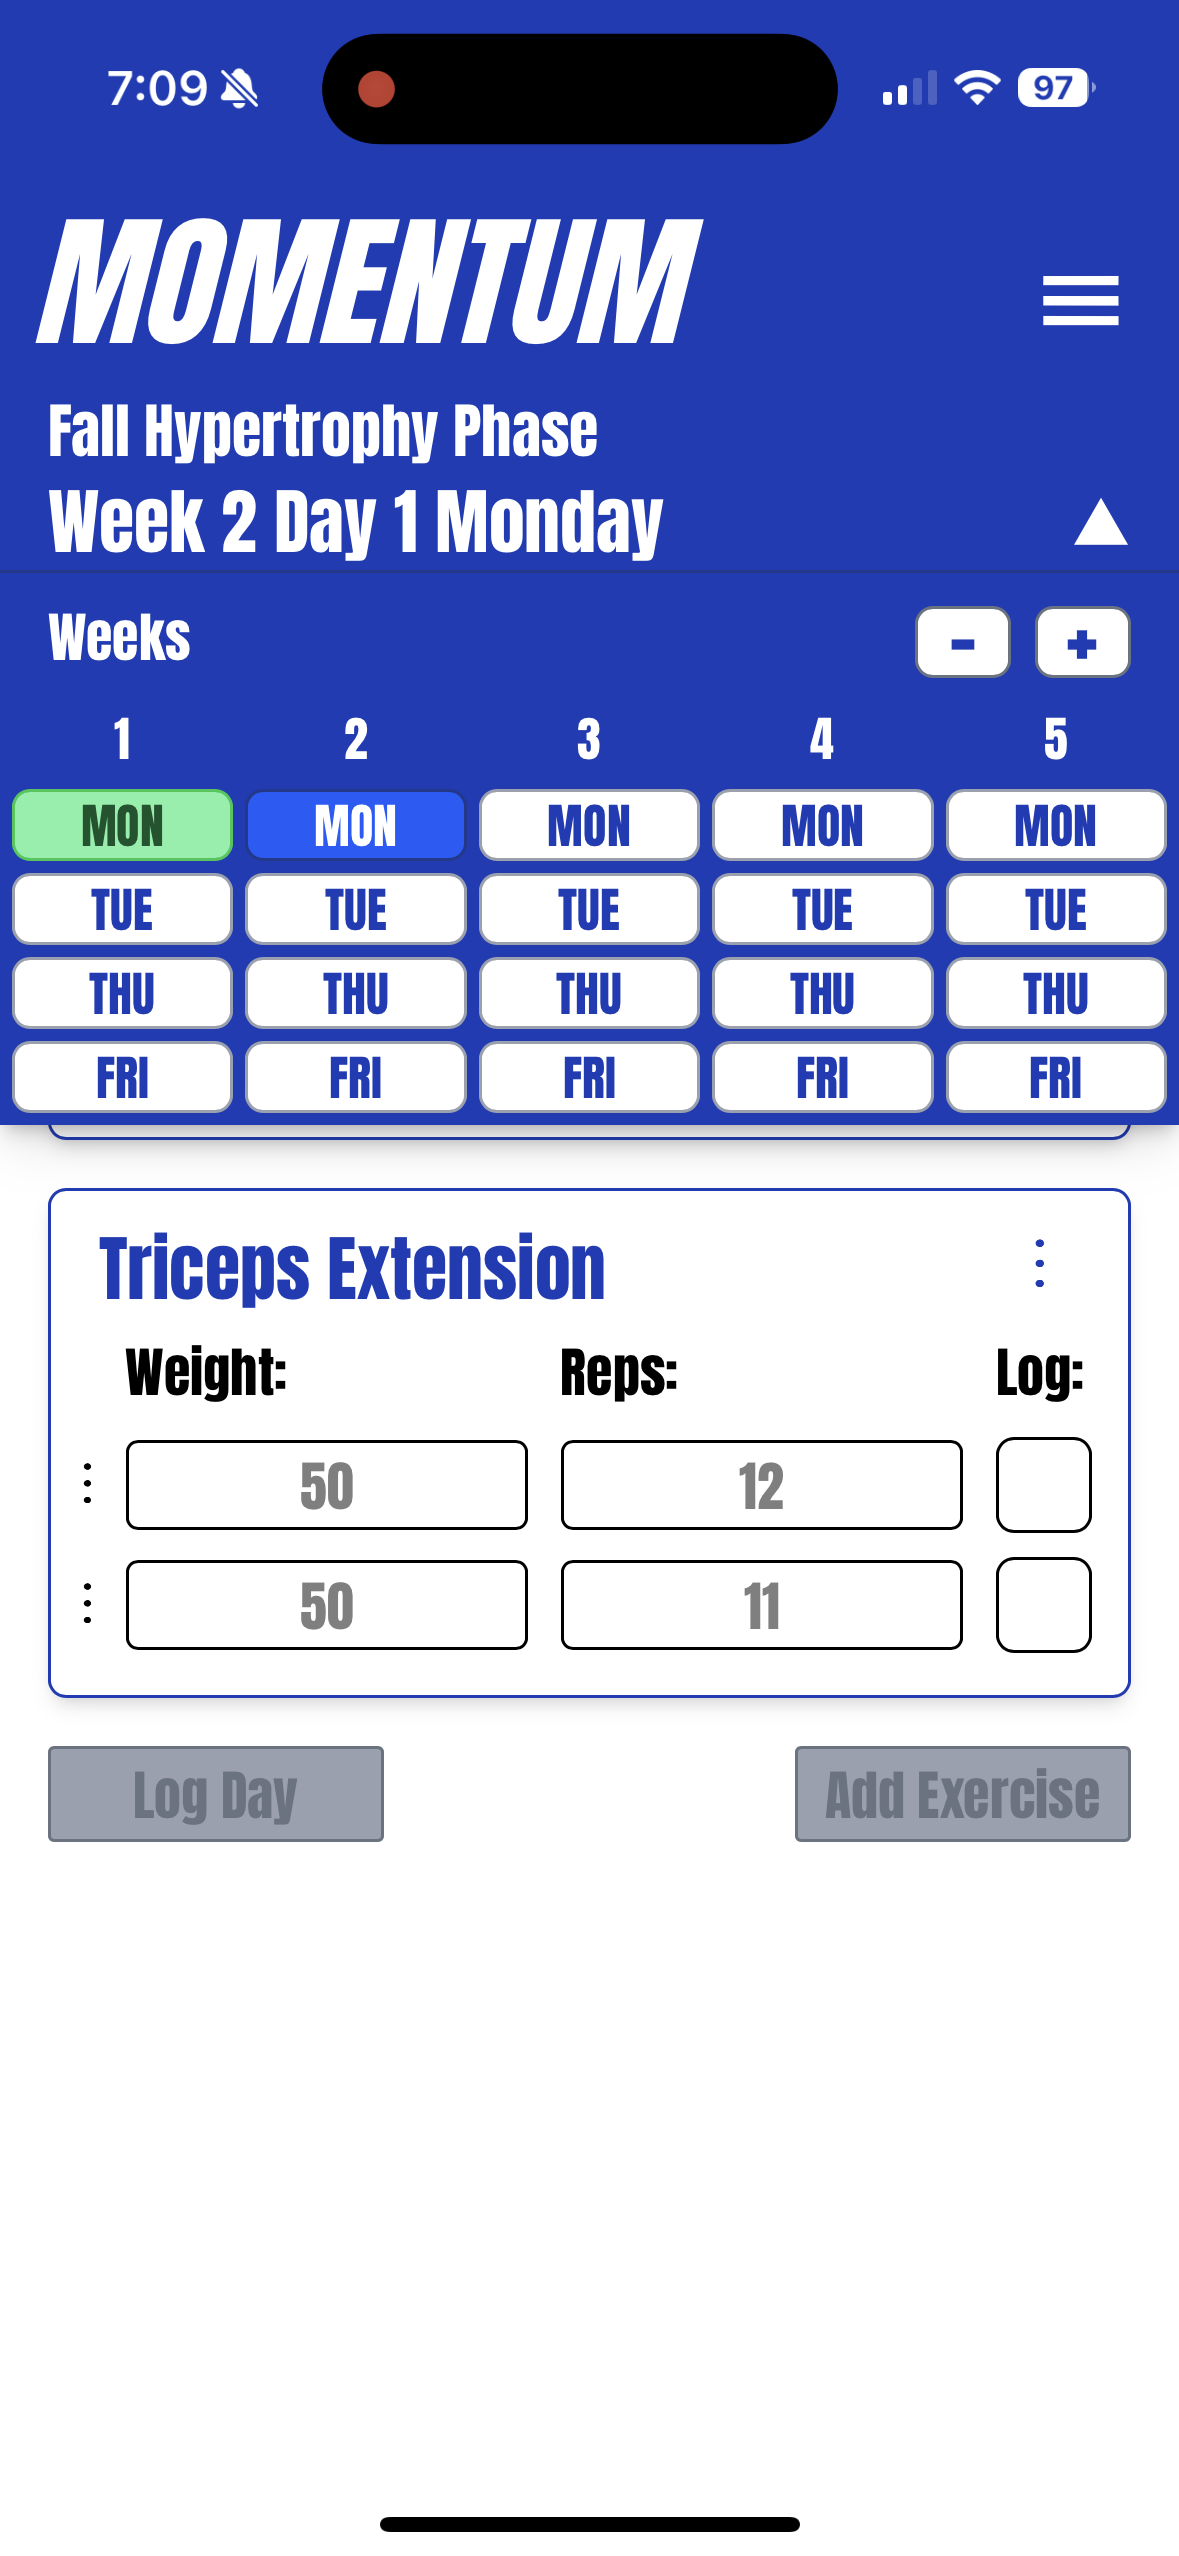 7:09 97
MOMENTUM
Fall Hypertrophy Phase
Week 2 Day 1 Monday
Weeks - +
1 2 3 4 5
MON MON MON MON MON
TUE TUE TUE TUE TUE
THU THU THU THU THU
FRI FRI FRI FRI FRI
Triceps Extension
Weight: Reps: Log:
50 12
50 11
Log Day Add Exercise